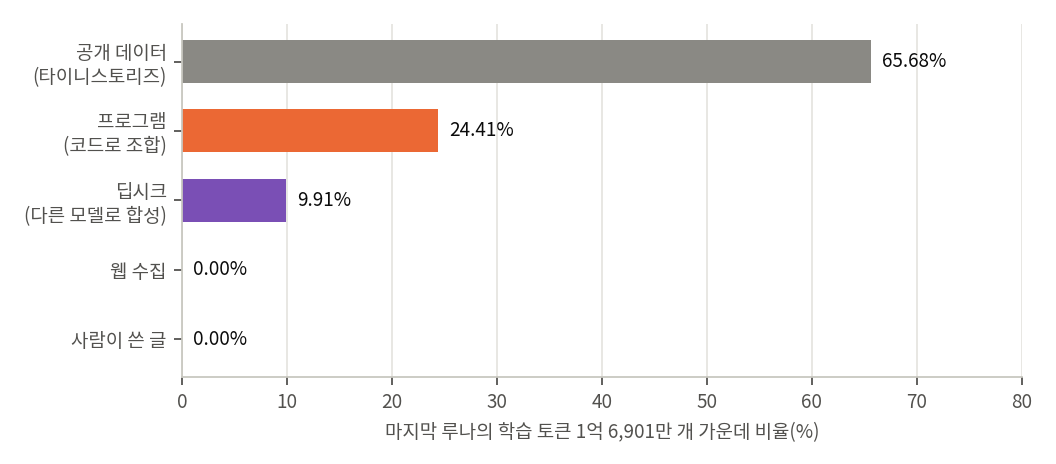 공개 데이터
(타이니스토리즈)
65.68%
프로그램
(코드로 조합)
24.41%
딥시크
(다른 모델로 합성)
9.91%
웹 수집
0.00%
사람이 쓴 글
0.00%
0 10 20 30 40 50 60 70 80
마지막 루나의 학습 토큰 1억 6,901만 개 가운데 비율(%)